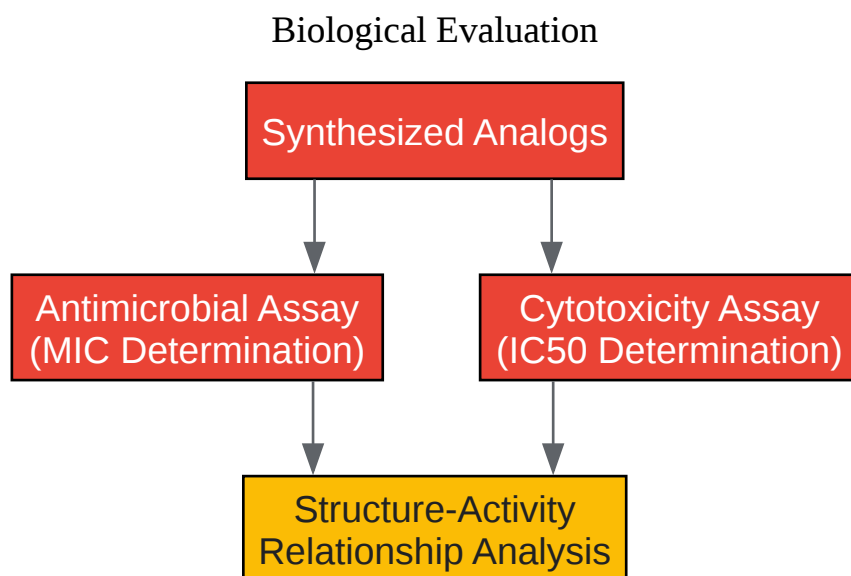 Biological Evaluation
Synthesized Analogs
Antimicrobial Assay
(MIC Determination)
Cytotoxicity Assay
(IC50 Determination)
Structure-Activity
Relationship Analysis